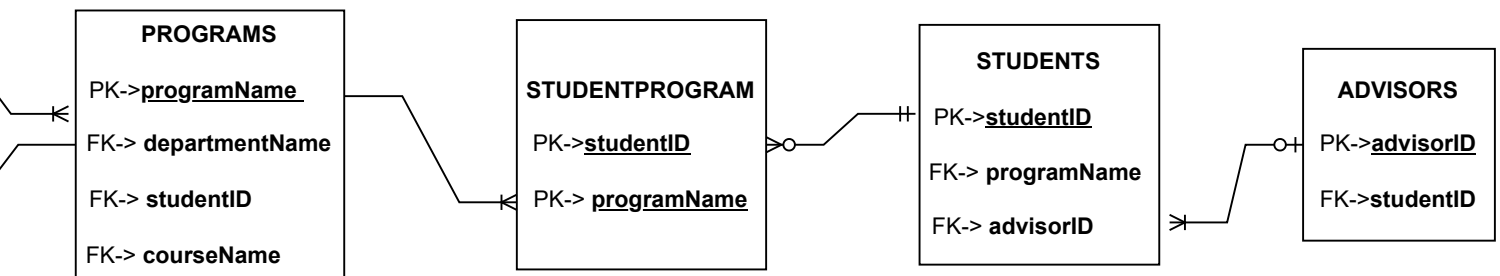 PROGRAMS
PK->programName
FK-> departmentName
FK-> studentID
FK-> courseName
STUDENTPROGRAM
PK->studentID
PK-> programName
STUDENTS
PK->studentID
FK-> programName
FK-> advisorID
ADVISORS
PK->advisorID
FK->studentID